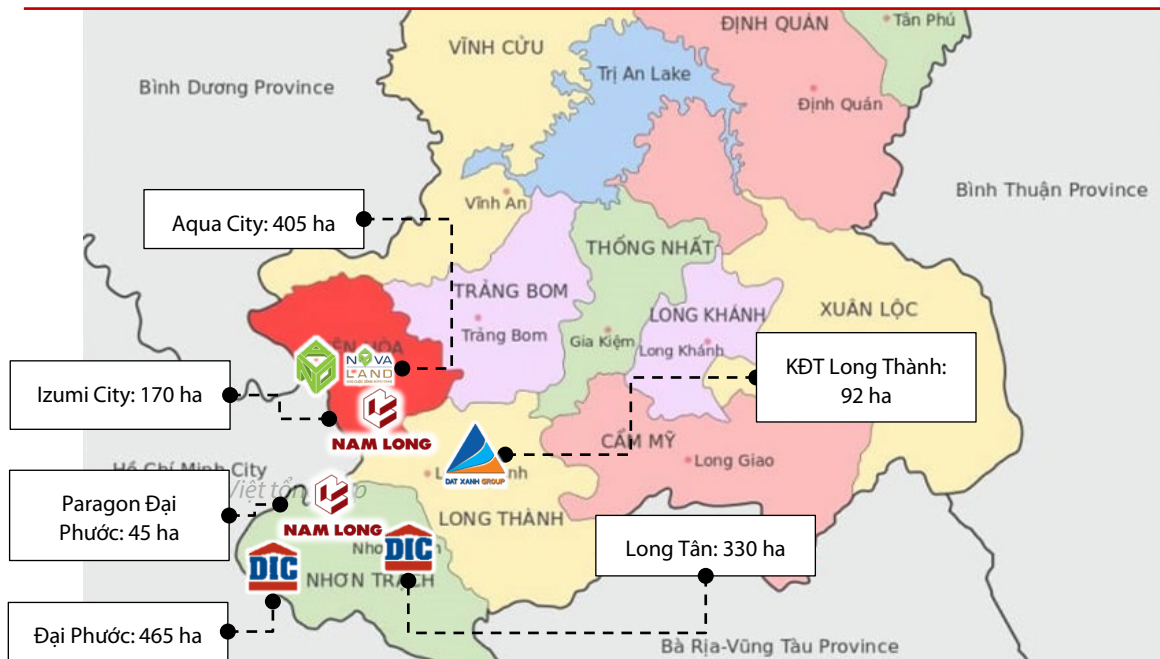 ĐỊNH QUÁN
Tân Phú
VĨNH CỬU
Trị An Lake
Bình Dương Province
Định Quán
Bình Thuận Province
Vĩnh An
Aqua City: 405 ha
THỐNG NHẤT
TRẢNG BOM
LONG KHÁNH
XUÂN LỘC
Trảng Bom
Gia Kiệm
Long Khánh
NOVA
LAND
KĐT Long Thành:
92 ha
Izumi City: 170 ha
NAM LONG
CẨM MỸ
Long Giao
DAT XANH GROUP
Hồ Chí Minh City
Việt
Paragon Đại
Phước: 45 ha
NAM LONG
LONG THÀNH
Long Tân: 330 ha
DIC
DIC
NHƠN TRẠCH
Đại Phước: 465 ha
Bà Rịa-Vũng Tàu Province